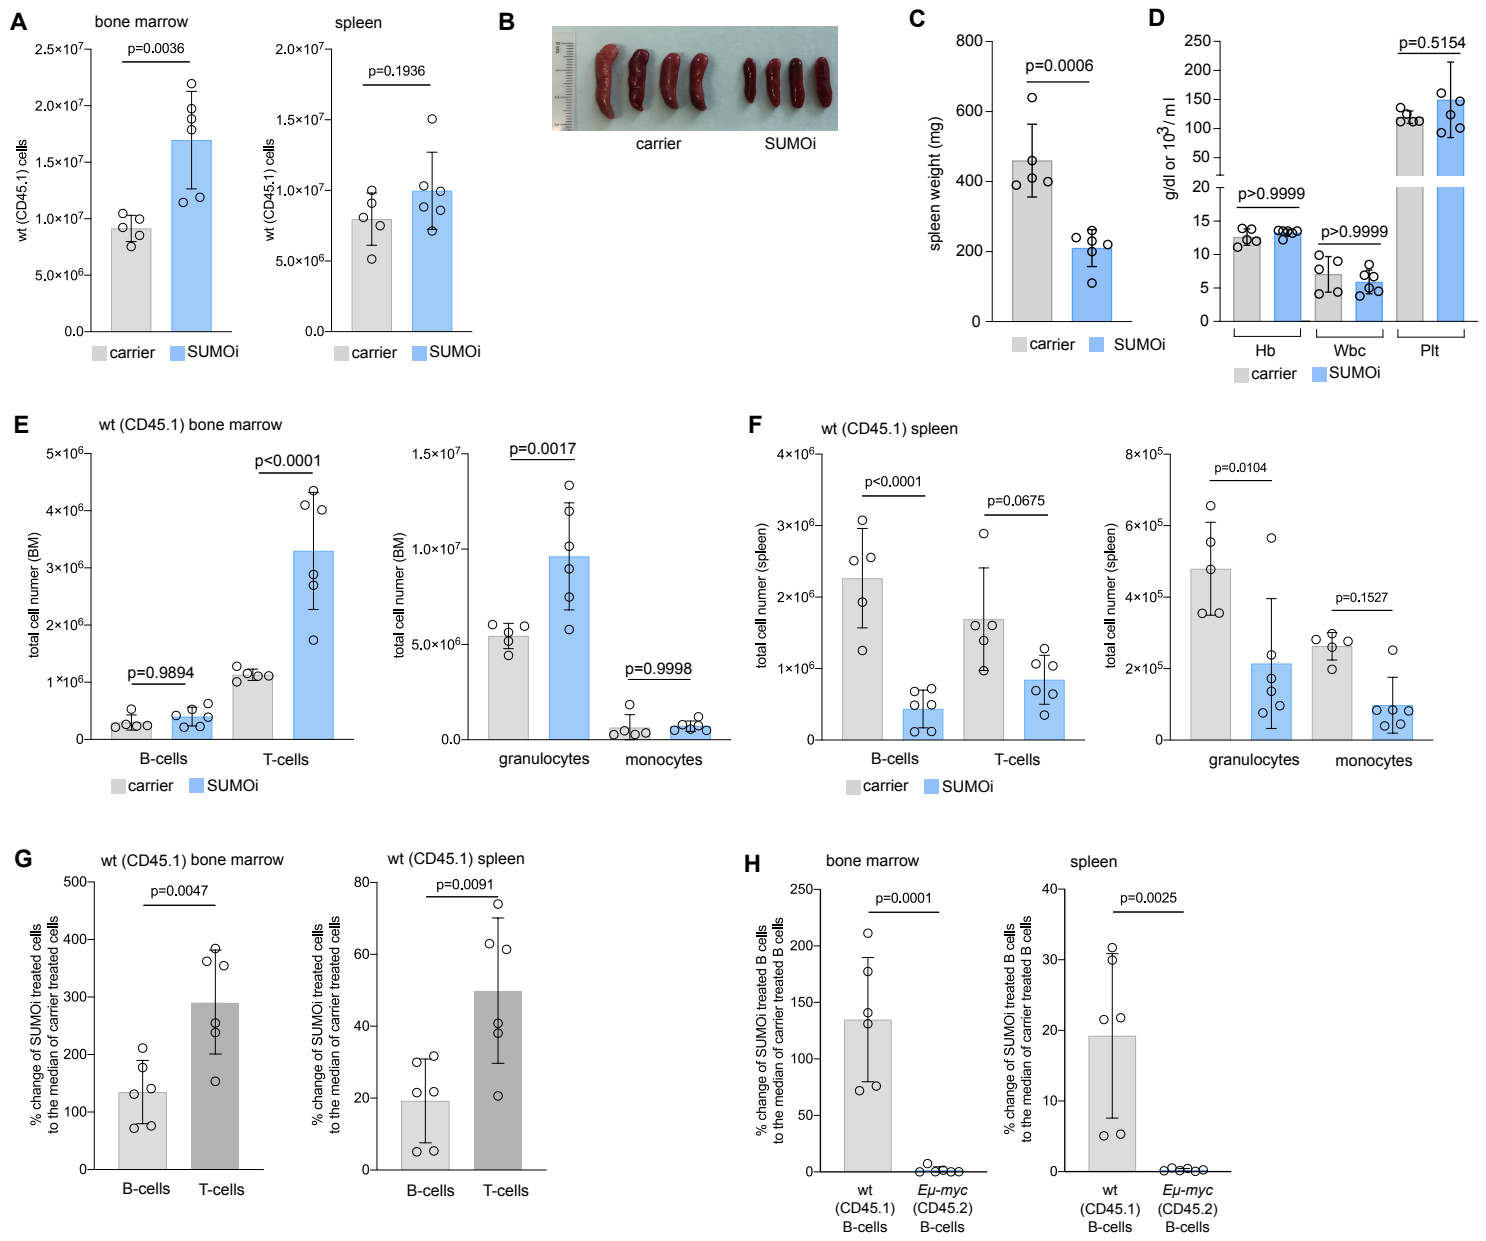 A
bone marrow
wt (CD45.1) cells
2.5×10⁷
2.0×10⁷
1.5×10⁷
1.0×10⁷
5.0×10⁶
0.0
p=0.0036
spleen
wt (CD45.1) cells
2.0×10⁷
1.5×10⁷
1.0×10⁷
5.0×10⁶
0.0
p=0.1936
carrier
SUMOi
carrier
SUMOi
B
carrier
SUMOi
C
spleen weight (mg)
800
600
400
200
0
p=0.0006
carrier
SUMOi
D
g/dl or 10³/ ml
250
200
150
100
50
20
15
10
5
0
p=0.5154
p>0.9999
p>0.9999
Hb
Wbc
Plt
carrier
SUMOi
E
wt (CD45.1) bone marrow
total cell numer (BM)
5×10⁶
4×10⁶
3×10⁶
2×10⁶
1×10⁶
0
p<0.0001
p=0.9894
B-cells
T-cells
total cell numer (BM)
1.5×10⁷
1.0×10⁷
5.0×10⁶
0.0
p=0.0017
p=0.9998
granulocytes
monocytes
carrier
SUMOi
F
wt (CD45.1) spleen
total cell numer (spleen)
4×10⁶
3×10⁶
2×10⁶
1×10⁶
0
p<0.0001
p=0.0675
B-cells
T-cells
total cell numer (spleen)
8×10⁵
6×10⁵
4×10⁵
2×10⁵
0
p=0.0104
p=0.1527
granulocytes
monocytes
carrier
SUMOi
G
wt (CD45.1) bone marrow
% change of SUMOi treated cells
to the median of carrier treated cells
500
400
300
200
100
0
p=0.0047
B-cells
T-cells
wt (CD45.1) spleen
% change of SUMOi treated cells
to the median of carrier treated cells
80
60
40
20
0
p=0.0091
B-cells
T-cells
H
bone marrow
% change of SUMOi treated B cells
to the median of carrier treated B cells
250
200
150
100
50
0
p=0.0001
wt
(CD45.1)
B-cells
Eμ-myc
(CD45.2)
B-cells
spleen
% change of SUMOi treated B cells
to the median of carrier treated B cells
40
30
20
10
0
p=0.0025
wt
(CD45.1)
B-cells
Eμ-myc
(CD45.2)
B-cells